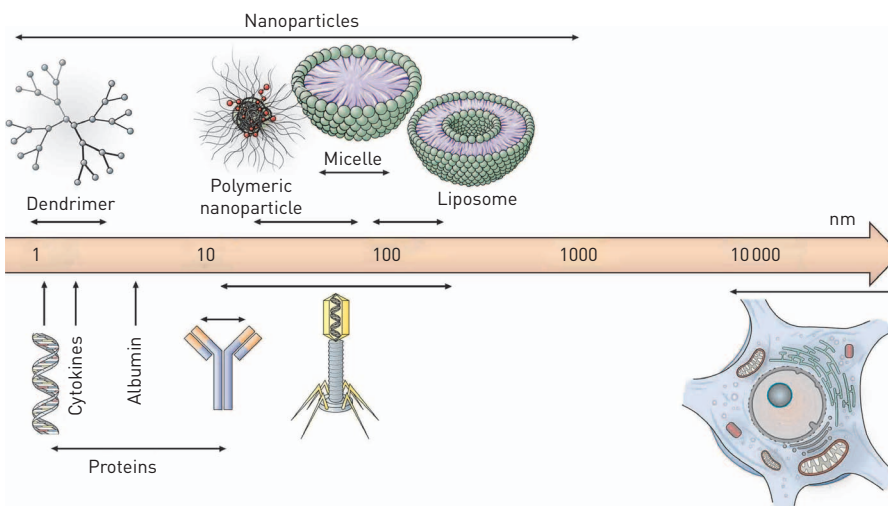 Nanoparticles
Dendrimer
Polymeric
nanoparticle
Micelle
Liposome
nm
1 10 100 1000 10 000
Cytokines
Albumin
Proteins